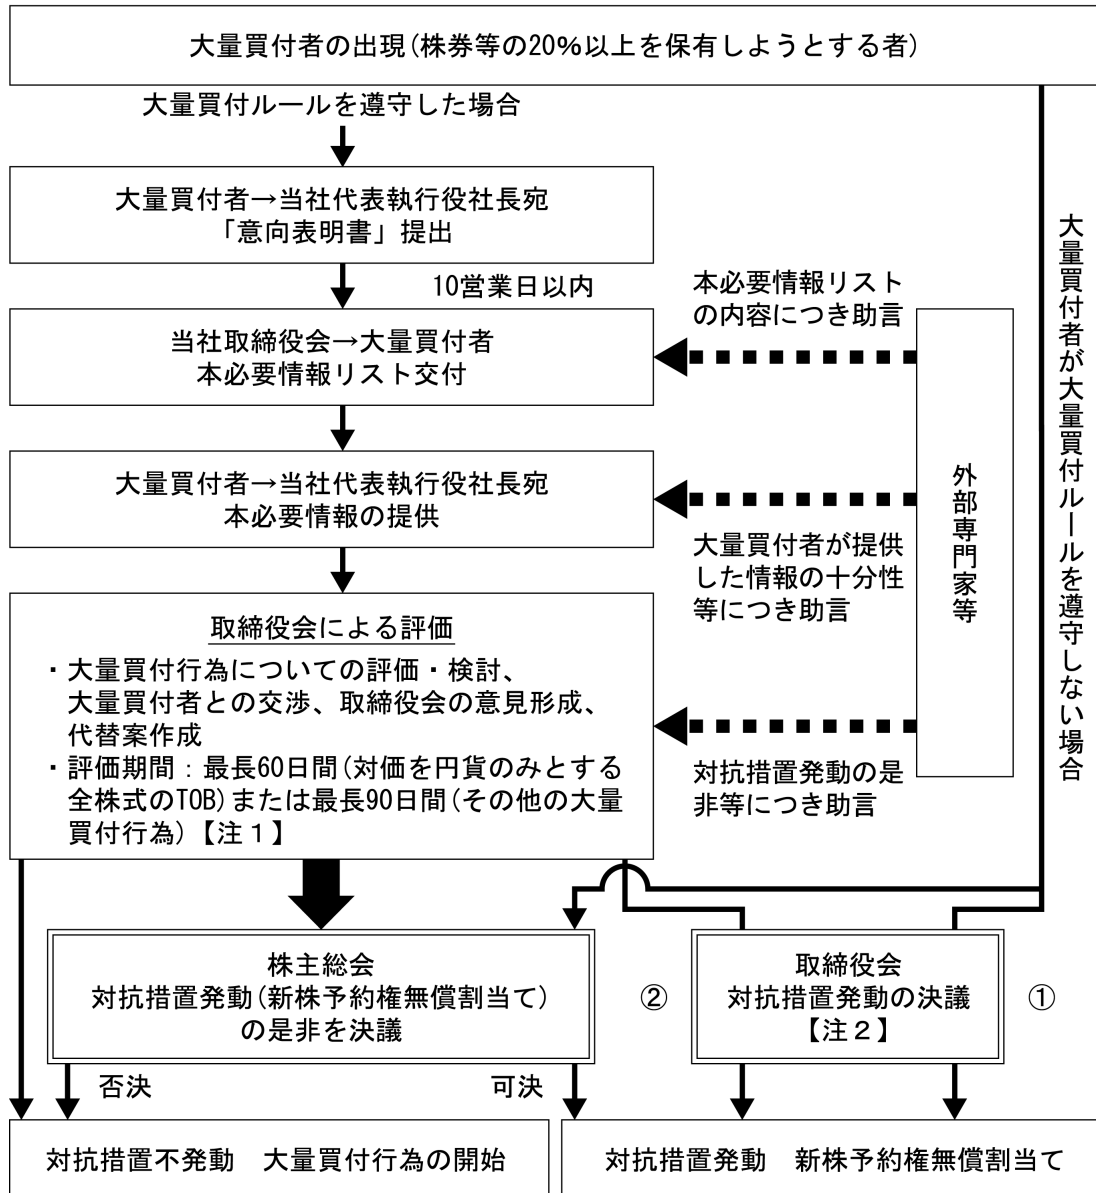 大量買付者の出現(株券等の20%以上を保有しようとする者)
大量買付ルールを遵守した場合
大量買付者→当社代表執行役社長宛
「意向表明書」提出
10営業日以内
当社取締役会→大量買付者
本必要情報リスト交付
本必要情報リスト
の内容につき助言
大量買付者→当社代表執行役社長宛
本必要情報の提供
大量買付者が提供
した情報の十分性
等につき助言
外部専門家等
大量買付者が大量買付ルールを遵守しない場合
取締役会による評価
・大量買付行為についての評価・検討、
大量買付者との交渉、取締役会の意見形成、
代替案作成
・評価期間：最長60日間(対価を円貨のみとする
全株式のTOB)または最長90日間(その他の大量
買付行為)【注１】
対抗措置発動の是
非等につき助言
株主総会
対抗措置発動(新株予約権無償割当て)
の是非を決議
②
取締役会
対抗措置発動の決議
【注２】
①
否決
可決
対抗措置不発動　大量買付行為の開始
対抗措置発動　新株予約権無償割当て